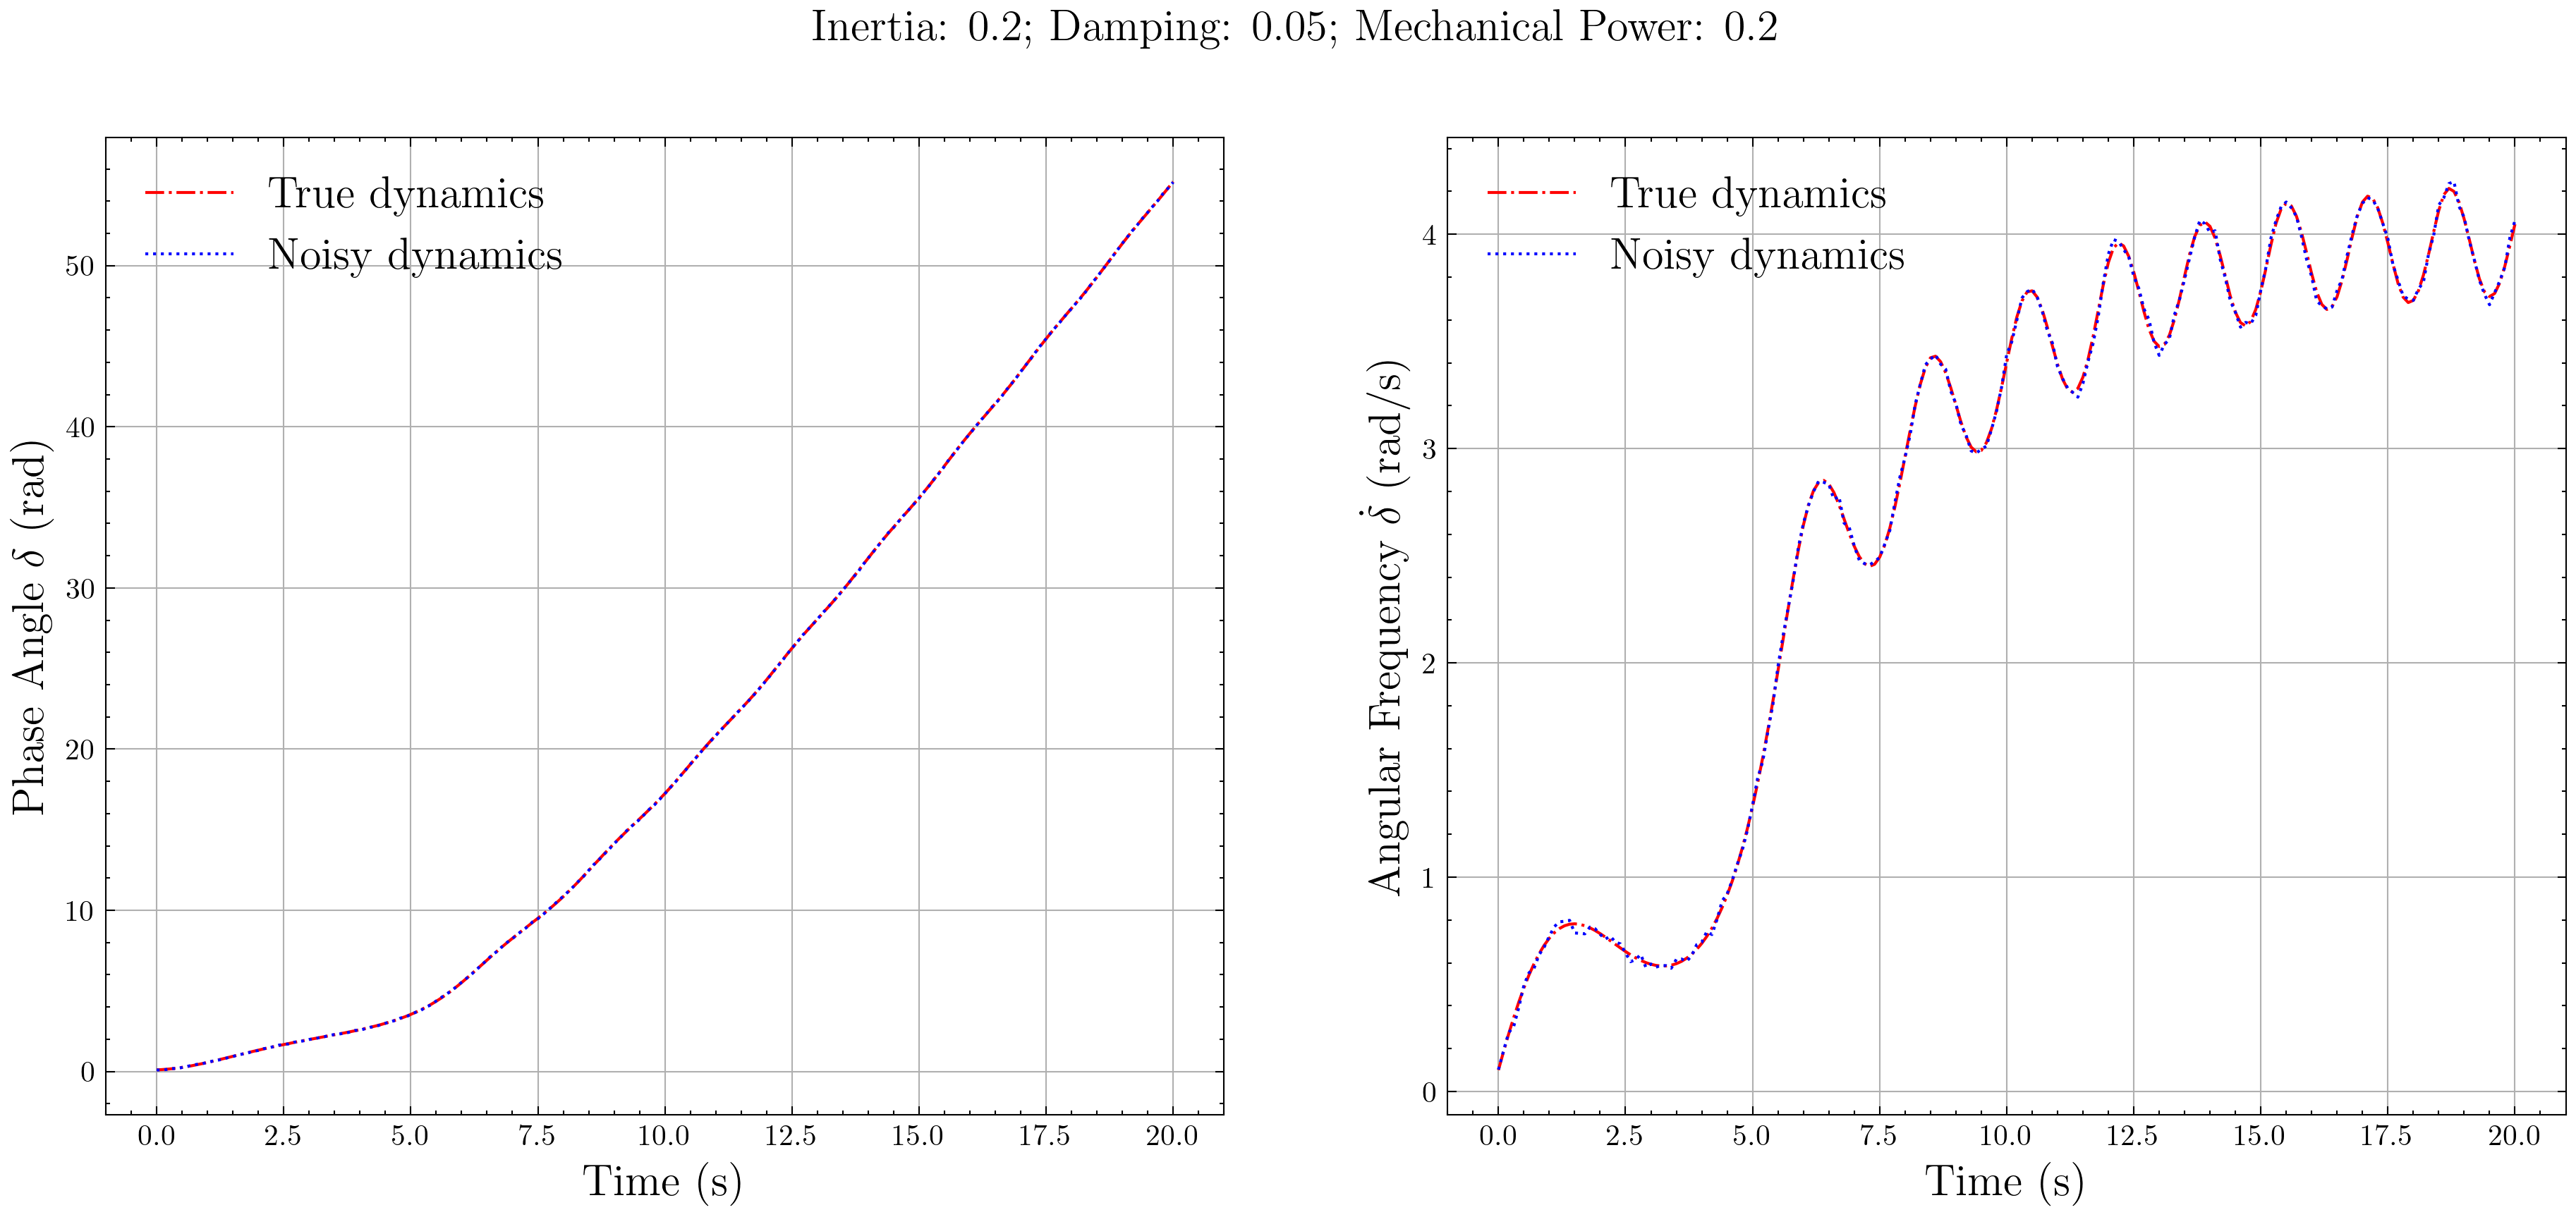 Inertia: 0.2; Damping: 0.05; Mechanical Power: 0.2
True dynamics
Noisy dynamics
Phase Angle δ (rad)
50
40
30
20
10
0
0.0 2.5 5.0 7.5 10.0 12.5 15.0 17.5 20.0
Time (s)
True dynamics
Noisy dynamics
Angular Frequency δ̇ (rad/s)
4
3
2
1
0
0.0 2.5 5.0 7.5 10.0 12.5 15.0 17.5 20.0
Time (s)